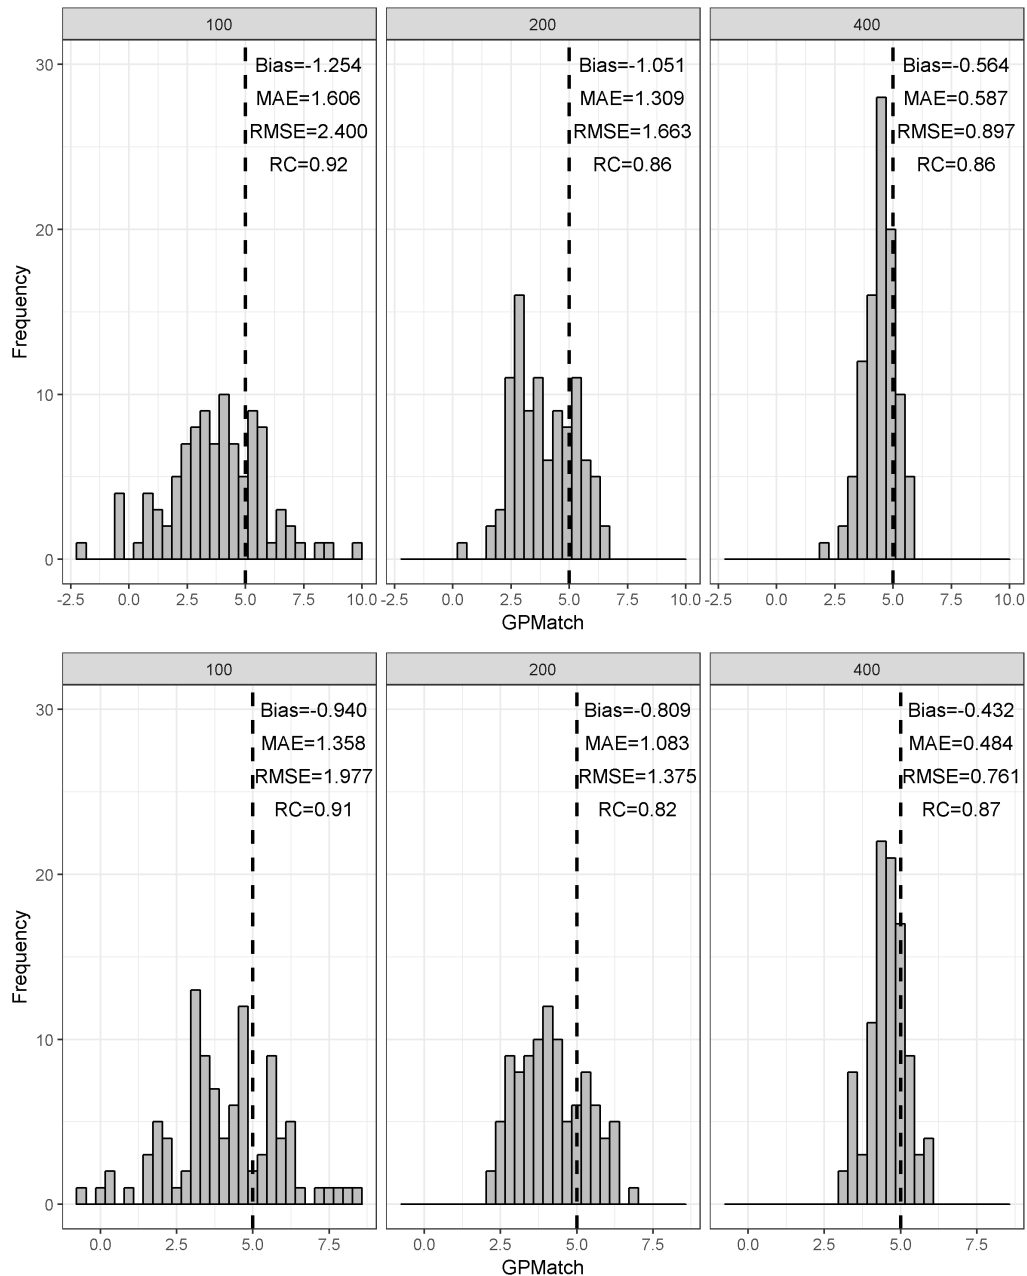 100 200 400
30 Bias=-1.254 Bias=-1.051 Bias=-0.564
MAE=1.606 MAE=1.309 MAE=0.587
RMSE=2.400 RMSE=1.663 RMSE=0.897
RC=0.92 RC=0.86 RC=0.86
20
Frequency
10
0
-2.5 0.0 2.5 5.0 7.5 10.0 -2.5 0.0 2.5 5.0 7.5 10.0 -2.5 0.0 2.5 5.0 7.5 10.0
GPMatch
100 200 400
30 Bias=-0.940 Bias=-0.809 Bias=-0.432
MAE=1.358 MAE=1.083 MAE=0.484
RMSE=1.977 RMSE=1.375 RMSE=0.761
RC=0.91 RC=0.82 RC=0.87
20
Frequency
10
0
0.0 2.5 5.0 7.5 0.0 2.5 5.0 7.5 0.0 2.5 5.0 7.5
GPMatch